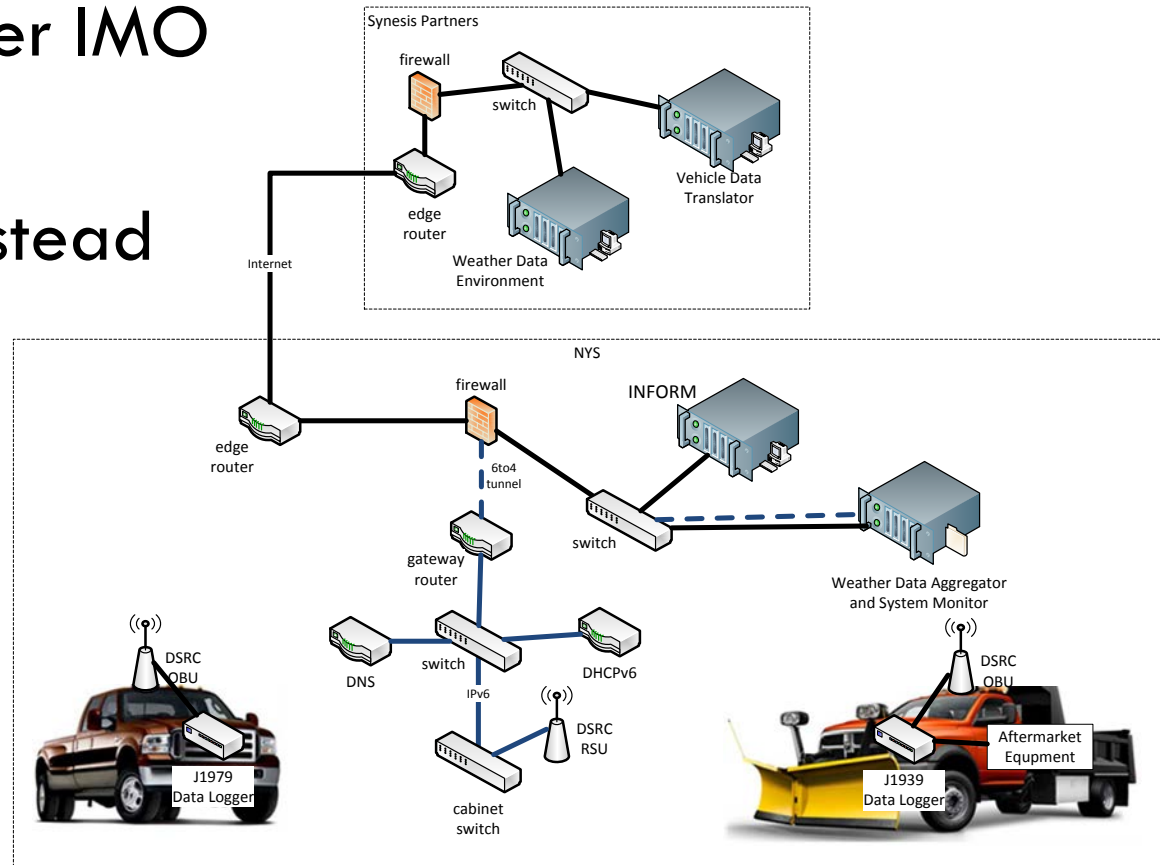 er IMO
stead
Synesis Partners
firewall
switch
Vehicle Data
Translator
edge
router
Weather Data
Environment
Internet
NYS
firewall
INFORM
edge
router
6to4
tunnel
switch
gateway
router
Weather Data Aggregator
and System Monitor
switch
DNS
DHCPv6
IPv6
DSRC
OBU
DSRC
RSU
DSRC
OBU
J1979
Data Logger
cabinet
switch
J1939
Data Logger
Aftermarket
Equpment